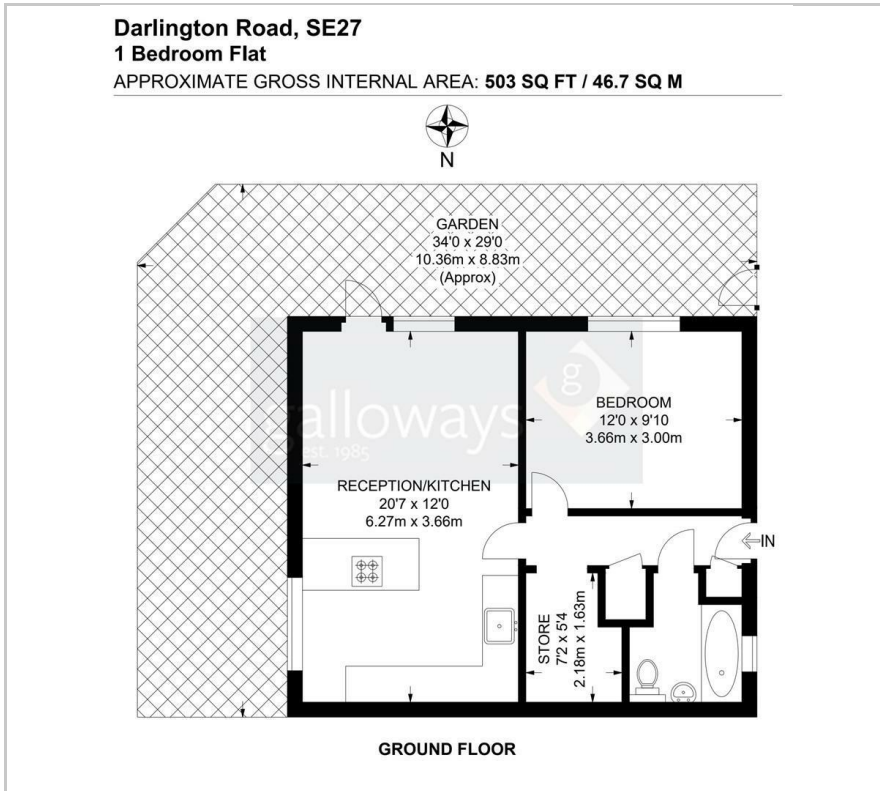 Darlington Road, SE27
1 Bedroom Flat
APPROXIMATE GROSS INTERNAL AREA: 503 SQ FT / 46.7 SQ M
N
GARDEN
34'0 x 29'0
10.36m x 8.83m
(Approx)
BEDROOM
12'0 x 9'10
3.66m x 3.00m
g
galloways
est. 1985
RECEPTION/KITCHEN
20'7 x 12'0
6.27m x 3.66m
IN
STORE
7'2 x 5'4
2.18m x 1.63m
GROUND FLOOR